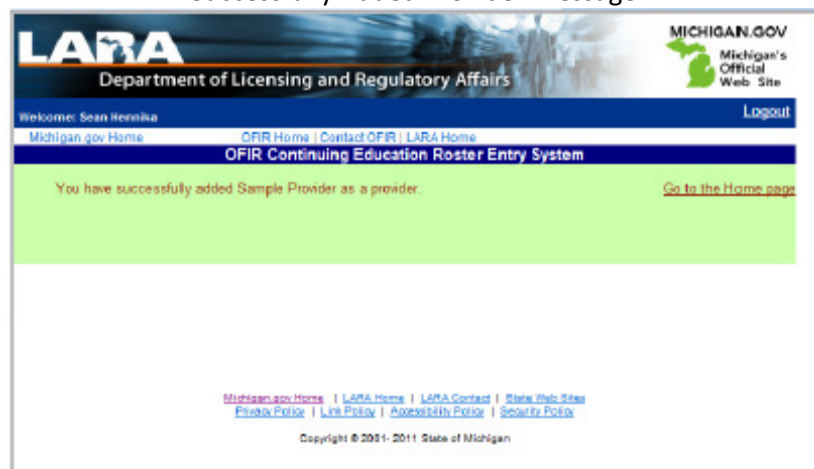 MICHIGAN.GOV
LARA
Michigan's
Official
Web Site
Department of Licensing and Regulatory Affairs
Welcome: Sean Hennika
Logout
Michigan.gov Home OFIR Home | Contact OFIR | LARA Home
OFIR Continuing Education Roster Entry System
You have successfully added Sample Provider as a provider.
Go to the Home page
Michigan.gov Home | LARA Home | LARA Contact | State Web Sites
Privacy Policy | Link Policy | Accessibility Policy | Security Policy
Copyright © 2001-2011 State of Michigan